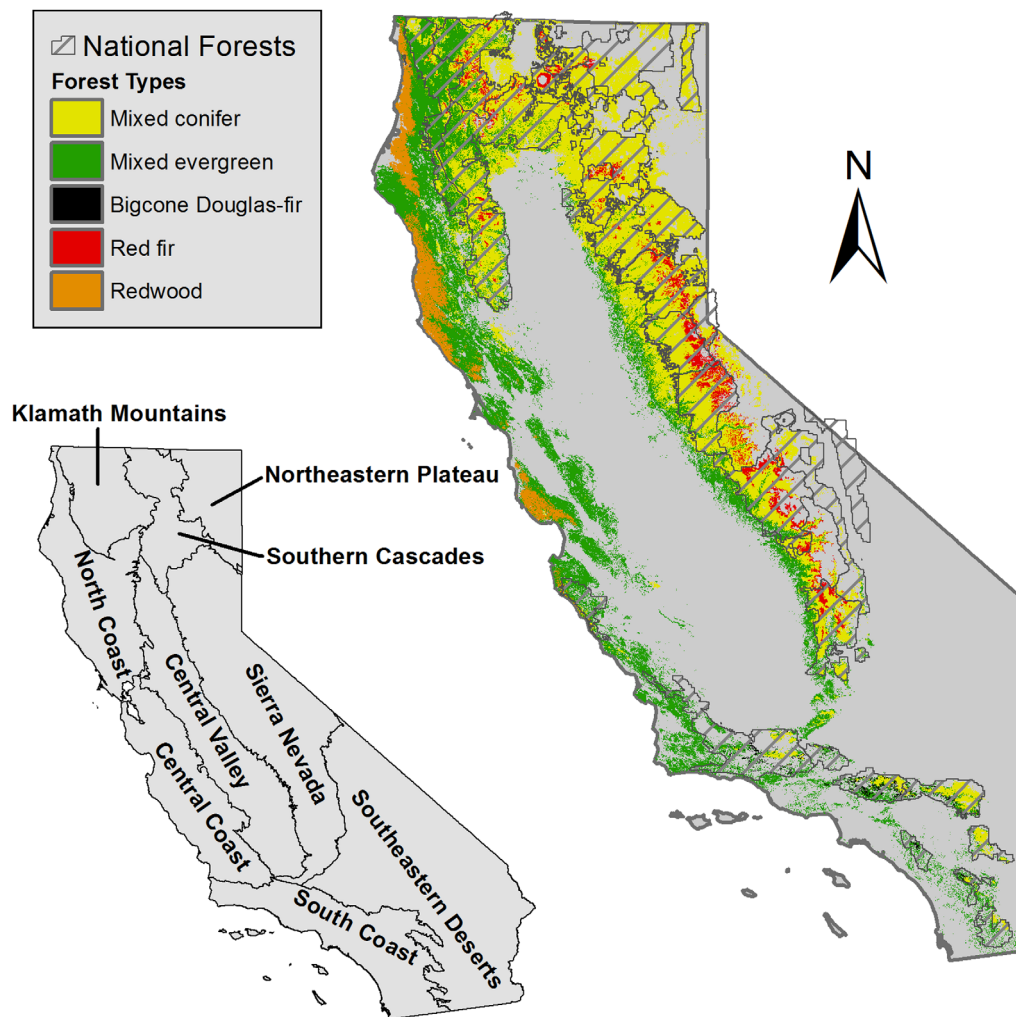 National Forests
Forest Types
Mixed conifer
Mixed evergreen
Bigcone Douglas-fir
Red fir
Redwood
N
Klamath Mountains
Northeastern Plateau
Southern Cascades
North Coast
Central Valley
Sierra Nevada
Central Coast
Southeastern Deserts
South Coast